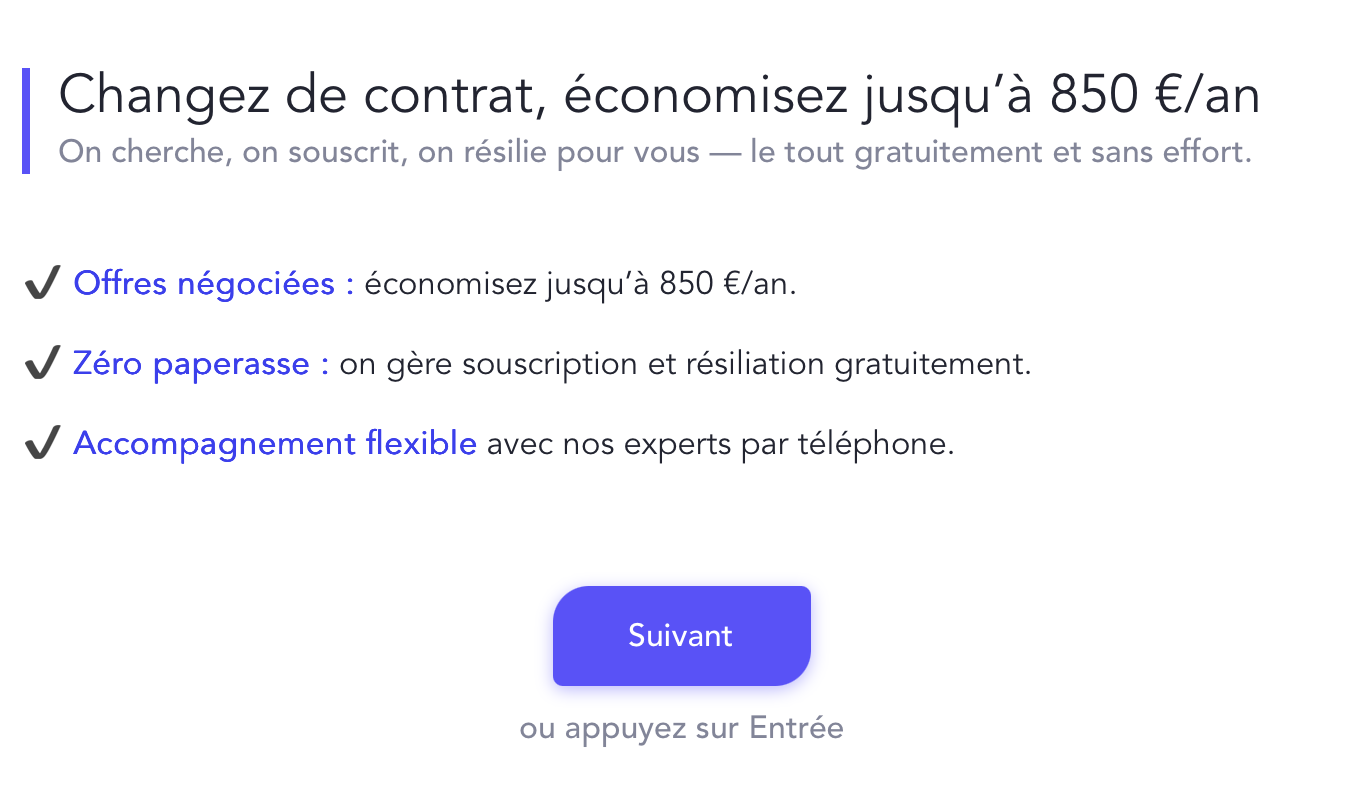 Changez de contrat, économisez jusqu’à 850 €/an
On cherche, on souscrit, on résilie pour vous — le tout gratuitement et sans effort.
✔ Offres négociées : économisez jusqu’à 850 €/an.
✔ Zéro paperasse : on gère souscription et résiliation gratuitement.
✔ Accompagnement flexible avec nos experts par téléphone.
Suivant
ou appuyez sur Entrée